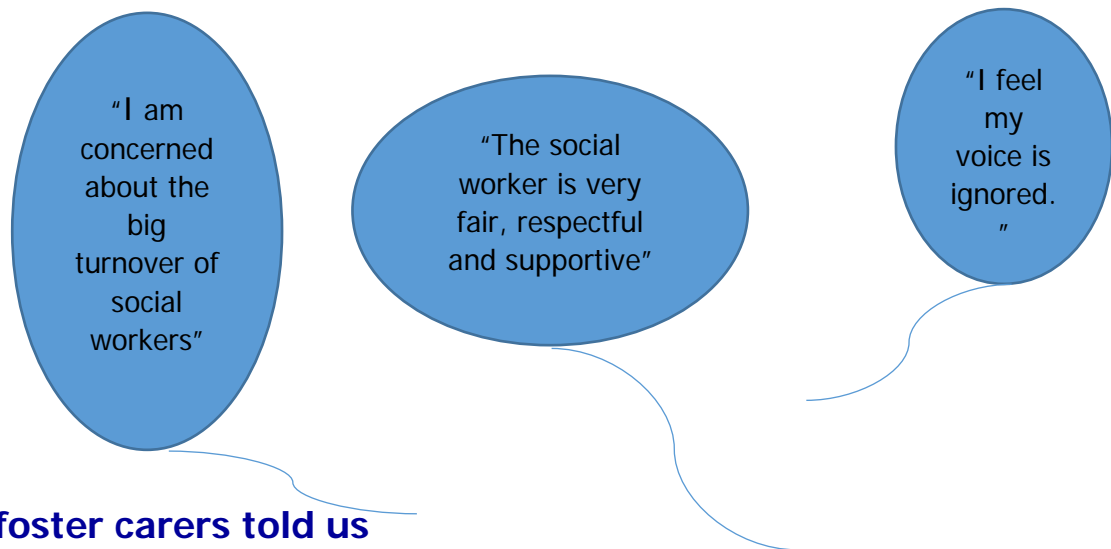 “I am
concerned
about the
big
turnover of
social
workers”
“The social
worker is very
fair, respectful
and supportive”
“I feel
my
voice is
ignored.
”
foster carers told us